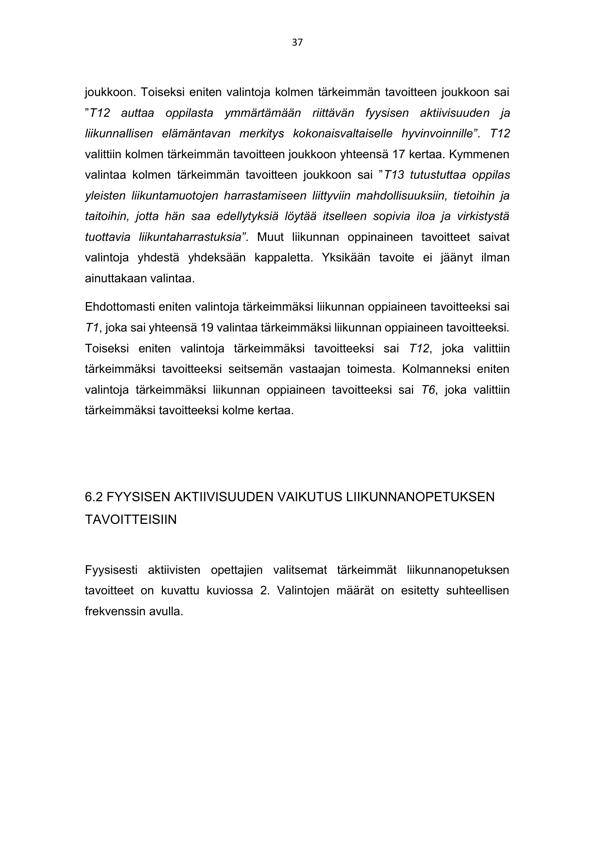 37
joukkoon. Toiseksi eniten valintoja kolmen tärkeimmän tavoitteen joukkoon sai
”T12 auttaa oppilasta ymmärtämään riittävän fyysisen aktiivisuuden ja
liikunnallisen elämäntavan merkitys kokonaisvaltaiselle hyvinvoinnille”. T12
valittiin kolmen tärkeimmän tavoitteen joukkoon yhteensä 17 kertaa. Kymmenen
valintaa kolmen tärkeimmän tavoitteen joukkoon sai ”T13 tutustuttaa oppilas
yleisten liikuntamuotojen harrastamiseen liittyviin mahdollisuuksiin, tietoihin ja
taitoihin, jotta hän saa edellytyksiä löytää itselleen sopivia iloa ja virkistystä
tuottavia liikuntaharrastuksia”. Muut liikunnan oppinaineen tavoitteet saivat
valintoja yhdestä yhdeksään kappaletta. Yksikään tavoite ei jäänyt ilman
ainuttakaan valintaa.
Ehdottomasti eniten valintoja tärkeimmäksi liikunnan oppiaineen tavoitteeksi sai
T1, joka sai yhteensä 19 valintaa tärkeimmäksi liikunnan oppiaineen tavoitteeksi.
Toiseksi eniten valintoja tärkeimmäksi tavoitteeksi sai T12, joka valittiin
tärkeimmäksi tavoitteeksi seitsemän vastaajan toimesta. Kolmanneksi eniten
valintoja tärkeimmäksi liikunnan oppiaineen tavoitteeksi sai T6, joka valittiin
tärkeimmäksi tavoitteeksi kolme kertaa.
6.2 FYYSISEN AKTIIVISUUDEN VAIKUTUS LIIKUNNANOPETUKSEN
TAVOITTEISIIN
Fyysisesti aktiivisten opettajien valitsemat tärkeimmät liikunnanopetuksen
tavoitteet on kuvattu kuviossa 2. Valintojen määrät on esitetty suhteellisen
frekvenssin avulla.